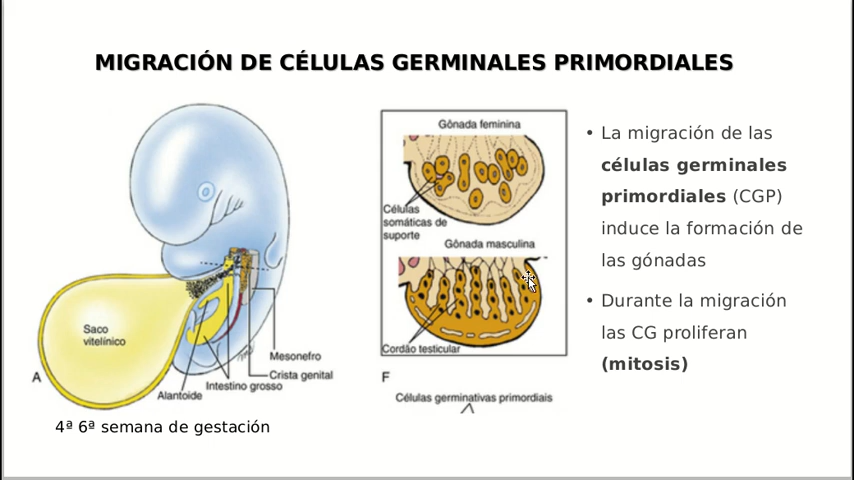 MIGRACIÓN DE CÉLULAS GERMINALES PRIMORDIALES
Saco
vitelínico
A
Mesonefro
Crista genital
Intestino grosso
Alantoide
4ª 6ª semana de gestación
Gônada feminina
Células
somáticas de
suporte
Gônada masculina
Cordão testicular
F
Células germinativas primordiais
• La migración de las
células germinales
primordiales (CGP)
induce la formación de
las gónadas
• Durante la migración
las CG proliferan
(mitosis)